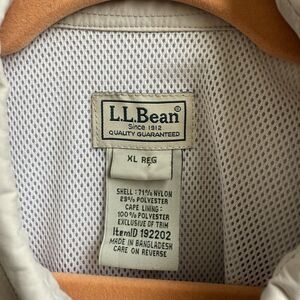 L.L.Bean®
Since 1912
QUALITY GUARANTEED
XL REG
SHELL: 71% NYLON
29% POLYESTER
CAPE LINING:
100% POLYESTER
EXCLUSIVE OF TRIM
ItemID 192202
MADE IN BANGLADESH
CARE ON REVERSE